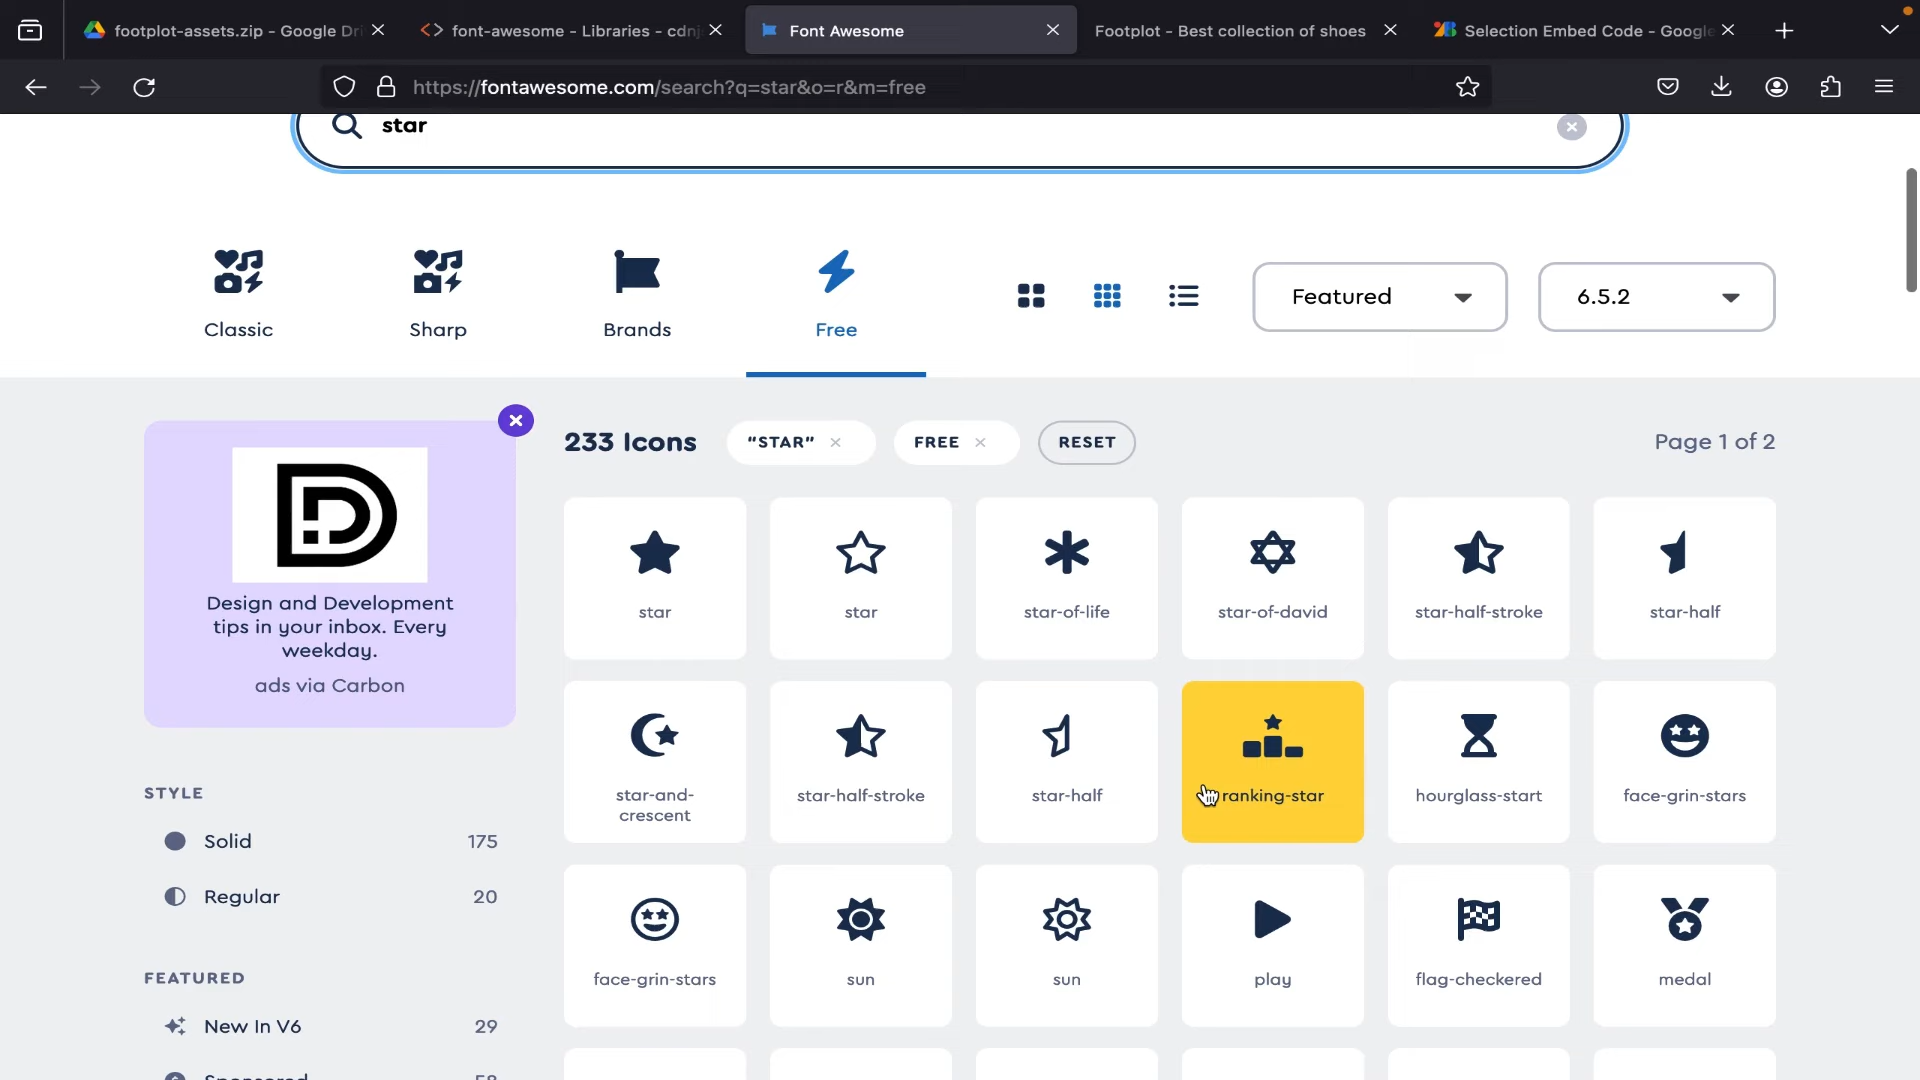 footplot-assets.zip - Google Dri
font-awesome - Libraries - cdnj
Font Awesome
Footplot - Best collection of shoes
Selection Embed Code - Google
https://fontawesome.com/search?q=star&o=r&m=free
star
Classic
Sharp
Brands
Free
Featured
6.5.2
233 Icons
"STAR"
FREE
RESET
Page 1 of 2
Design and Development
tips in your inbox. Every
weekday.
ads via Carbon
star
star
star-of-life
star-of-david
star-half-stroke
star-half
star-and-
crescent
star-half-stroke
star-half
ranking-star
hourglass-start
face-grin-stars
STYLE
Solid 175
Regular 20
face-grin-stars
sun
sun
play
flag-checkered
medal
FEATURED
New In V6 29
Sponsored 58